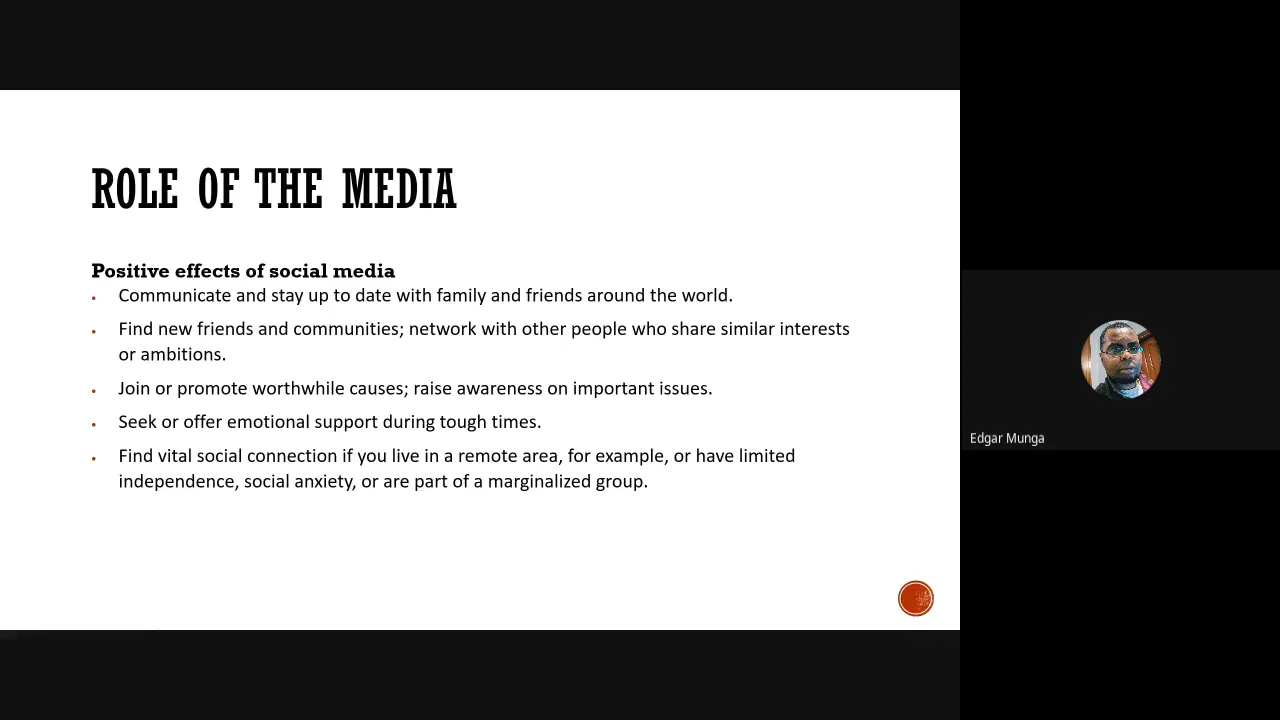 ROLE OF THE MEDIA
Positive effects of social media
• Communicate and stay up to date with family and friends around the world.
• Find new friends and communities; network with other people who share similar interests
or ambitions.
• Join or promote worthwhile causes; raise awareness on important issues.
• Seek or offer emotional support during tough times.
• Find vital social connection if you live in a remote area, for example, or have limited
independence, social anxiety, or are part of a marginalized group.
Edgar Munga